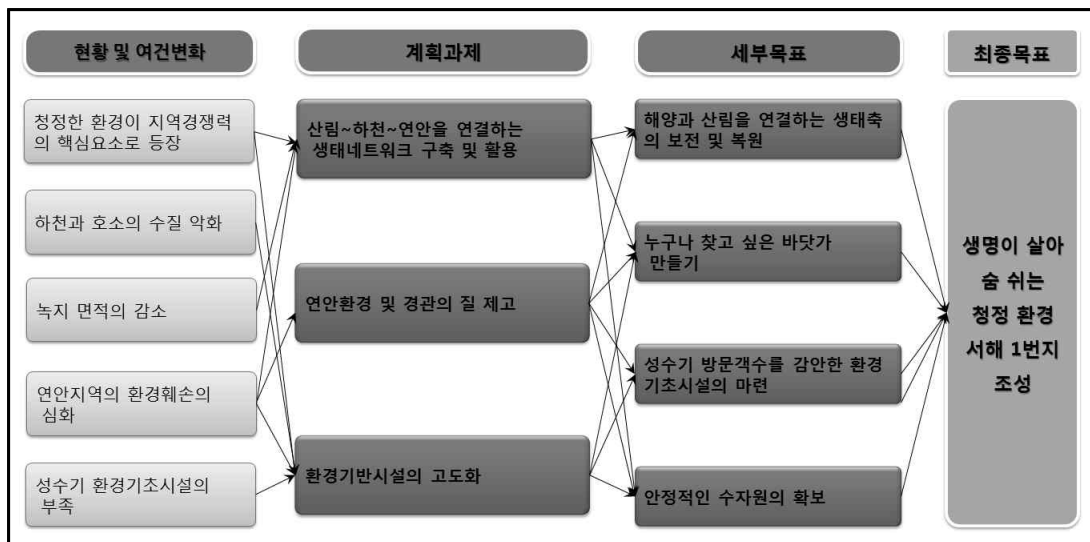 현황 및 여건변화
청정한 환경이 지역경쟁력
의 핵심요소로 등장
하천과 호소의 수질 악화
녹지 면적의 감소
연안지역의 환경훼손의
심화
성수기 환경기초시설의
부족
계획과제
산림~하천~연안을 연결하는
생태네트워크 구축 및 활용
연안환경 및 경관의 질 제고
환경기반시설의 고도화
세부목표
해양과 산림을 연결하는 생태축
의 보전 및 복원
누구나 찾고 싶은 바닷가
만들기
성수기 방문객수를 감안한 환경
기초시설의 마련
안정적인 수자원의 확보
최종목표
생명이 살아
숨 쉬는
청정 환경
서해 1번지
조성